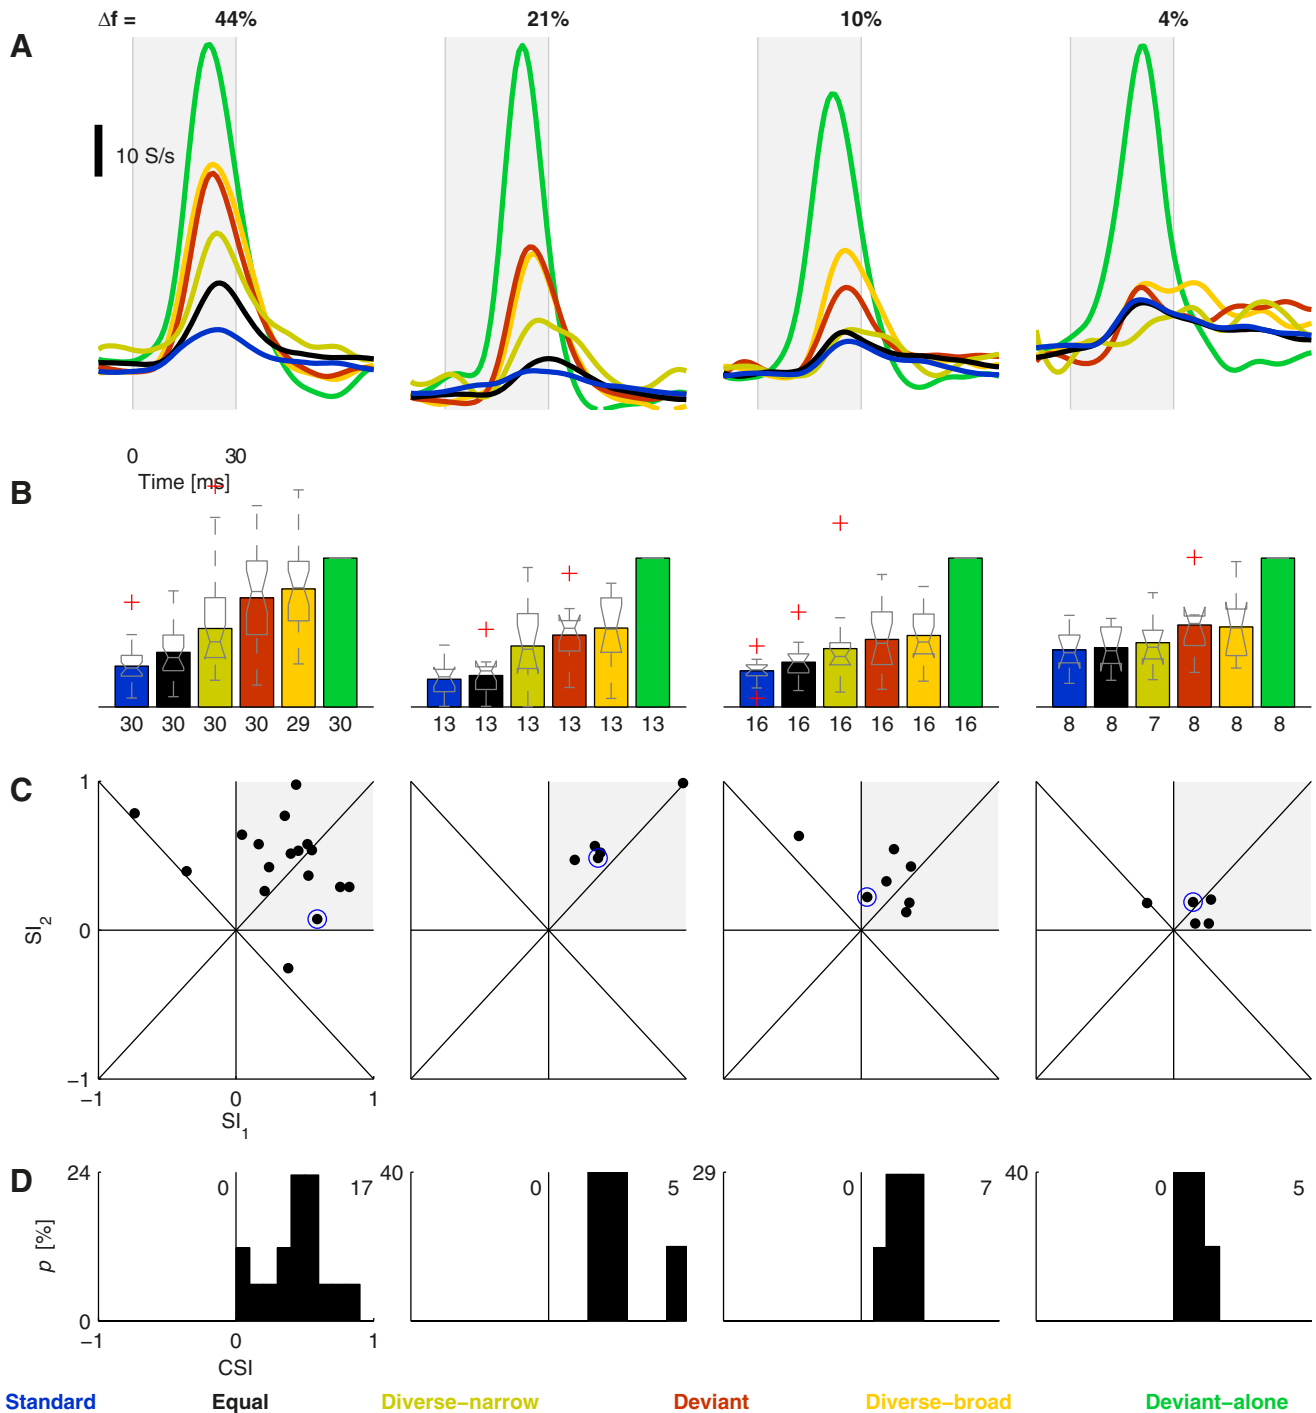 Δf = 44% 21% 10% 4%
A
10 S/s
0 30
Time [ms]
B
30 30 30 30 29 30 13 13 13 13 13 13 16 16 16 16 16 16 8 8 7 8 8 8
C
1
SI2
0
−1
−1 0 1
SI1
D
24 0 17 40 0 5 29 0 7 40 0 5
p [%]
0
−1 0 1
CSI
Standard Equal Diverse−narrow Deviant Diverse−broad Deviant−alone